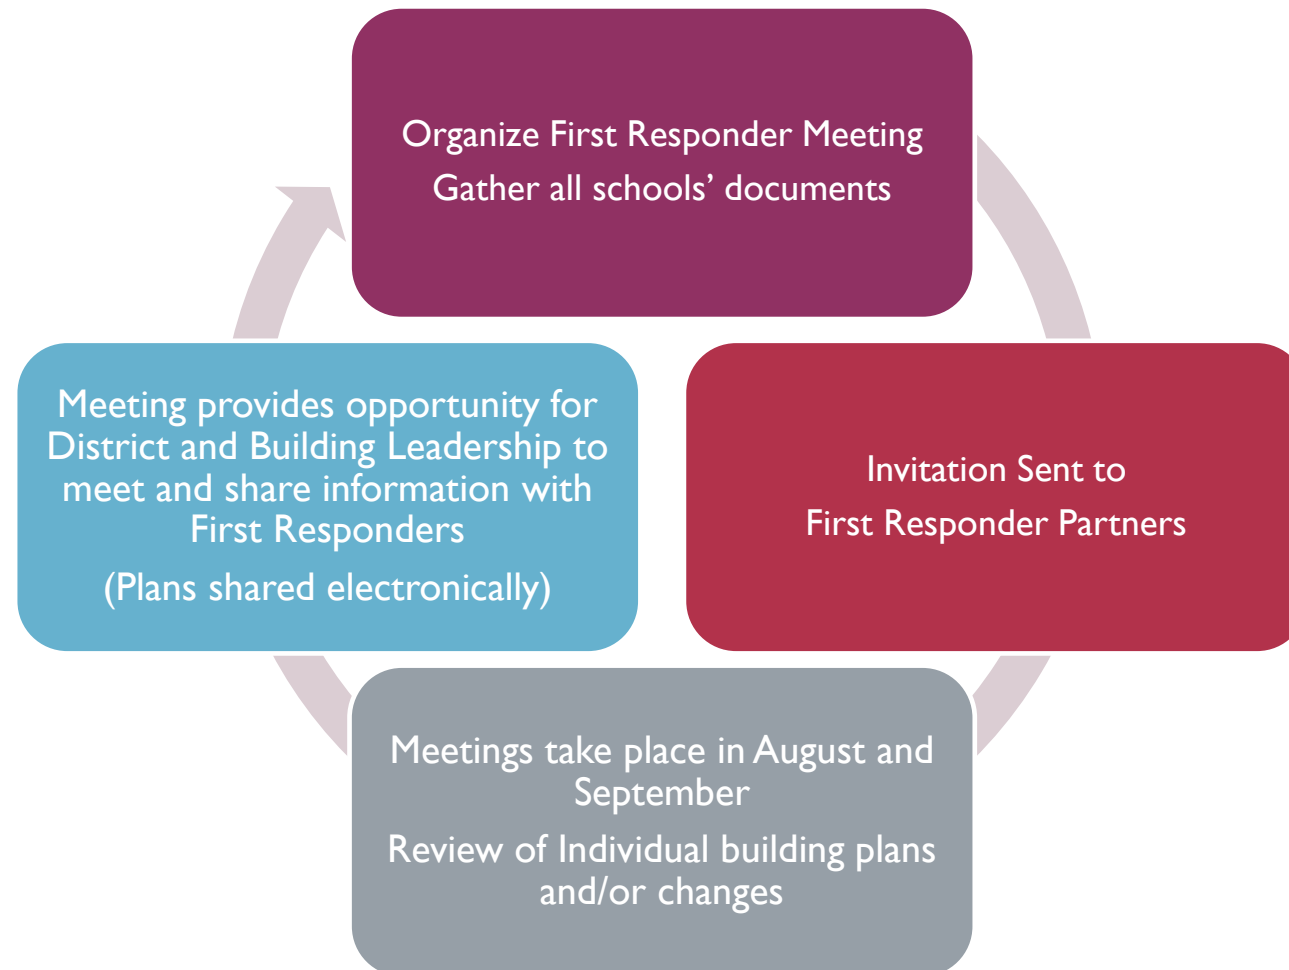 Organize First Responder Meeting
Gather all schools’ documents
Invitation Sent to
First Responder Partners
Meetings take place in August and
September
Review of Individual building plans
and/or changes
Meeting provides opportunity for
District and Building Leadership to
meet and share information with
First Responders
(Plans shared electronically)